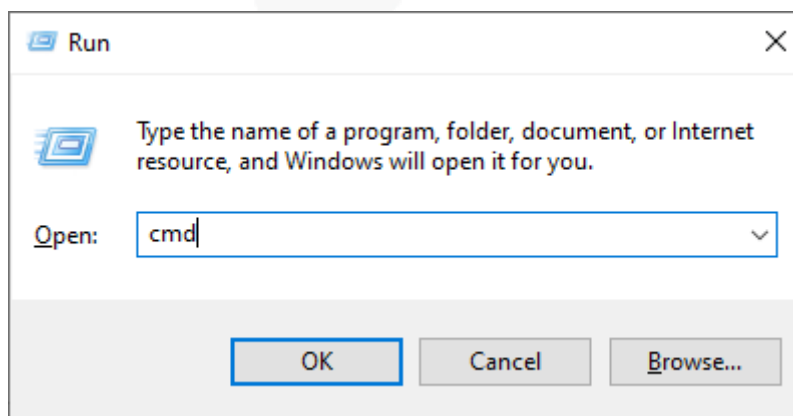 Run
Type the name of a program, folder, document, or Internet
resource, and Windows will open it for you.
Open: cmd
OK Cancel Browse...